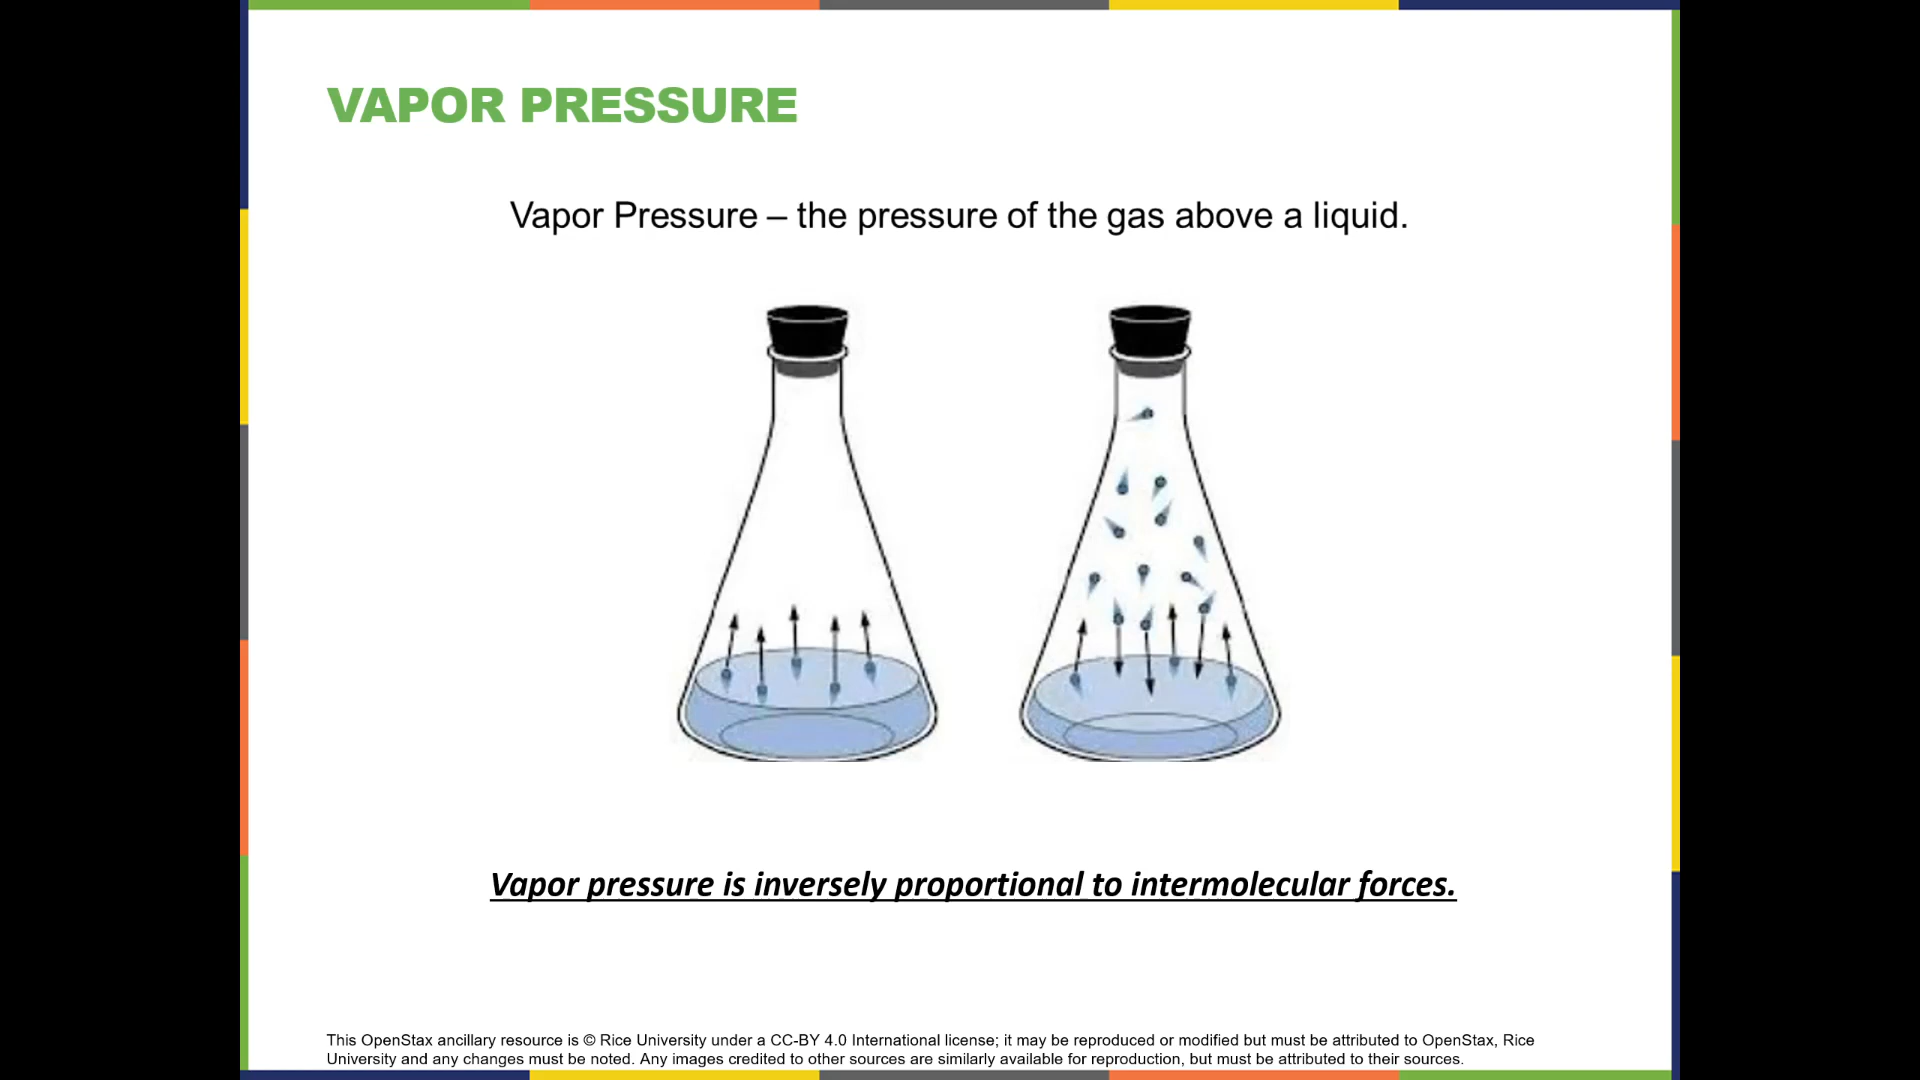 VAPOR PRESSURE
Vapor Pressure – the pressure of the gas above a liquid.
Vapor pressure is inversely proportional to intermolecular forces.
This OpenStax ancillary resource is © Rice University under a CC-BY 4.0 International license; it may be reproduced or modified but must be attributed to OpenStax, Rice
University and any changes must be noted. Any images credited to other sources are similarly available for reproduction, but must be attributed to their sources.